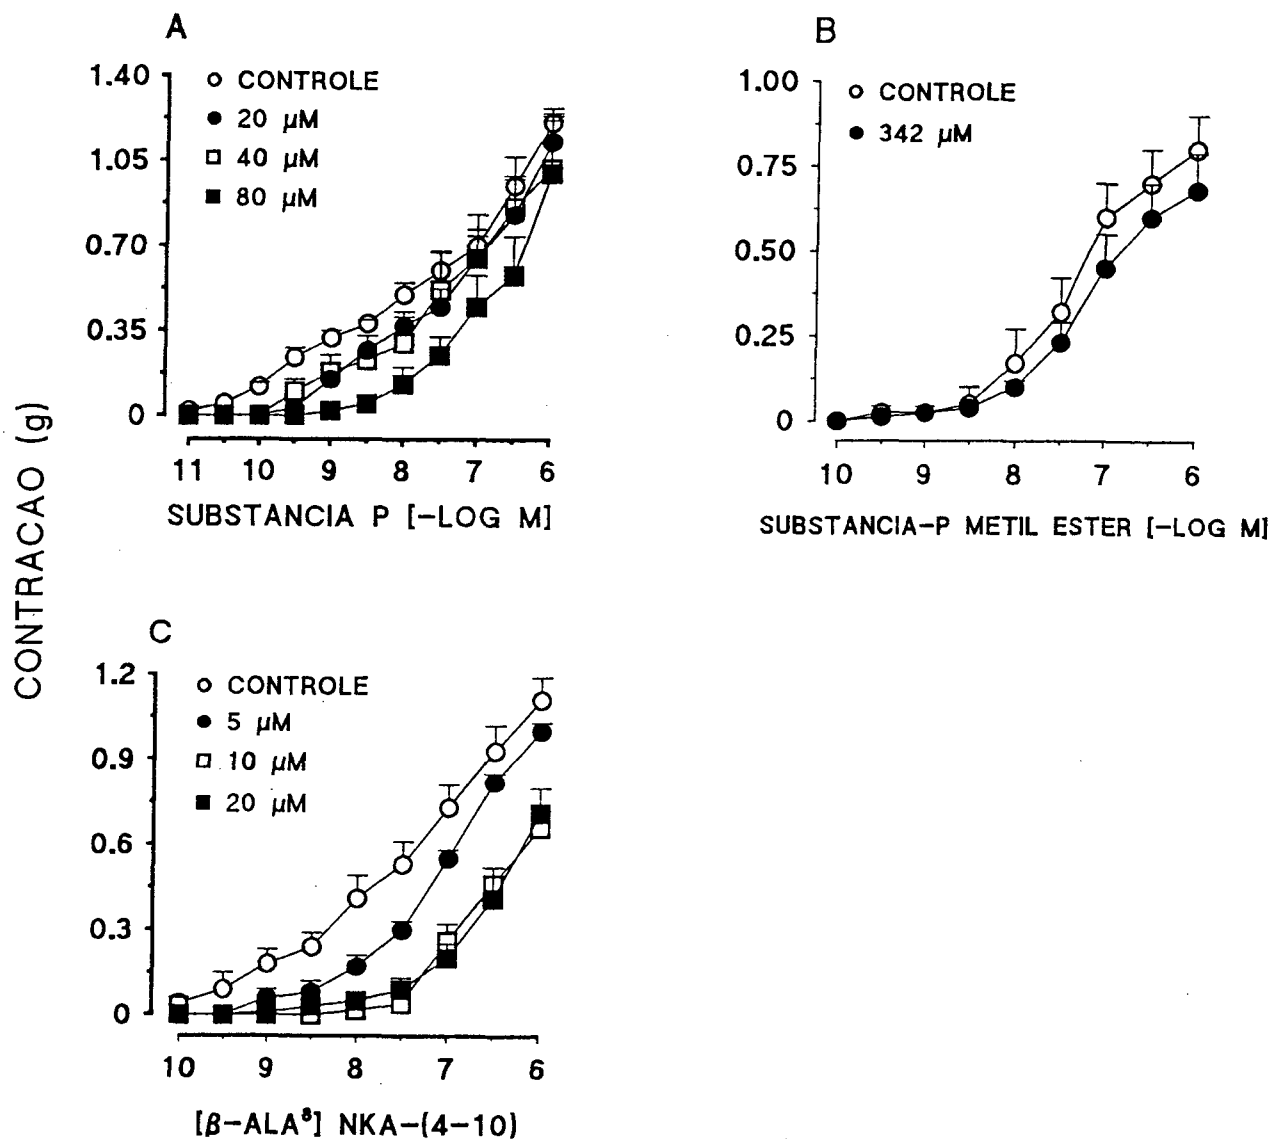 A
1.40
1.05
0.70
0.35
0
CONTROLE
20 µM
40 µM
80 µM
11 10 9 8 7 6
SUBSTANCIA P [-LOG M]
B
1.00
0.75
0.50
0.25
0
CONTROLE
342 µM
10 9 8 7 6
SUBSTANCIA-P METIL ESTER [-LOG M]
CONTRACAO (g)
C
1.2
0.9
0.6
0.3
0
CONTROLE
5 µM
10 µM
20 µM
10 9 8 7 6
[β-ALA⁸] NKA-(4-10)